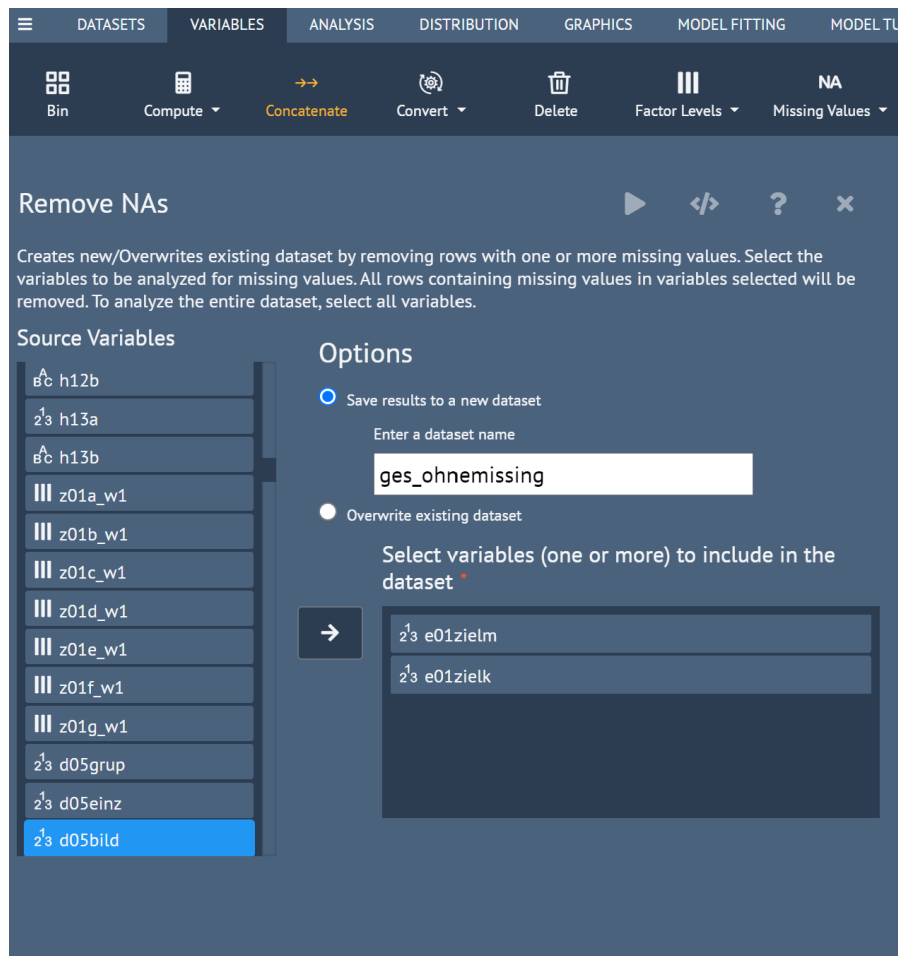 DATASETS VARIABLES ANALYSIS DISTRIBUTION GRAPHICS MODEL FITTING MODEL TU
NA
Bin Compute Concatenate Convert Delete Factor Levels Missing Values
Remove NAs </> ?
Creates new/Overwrites existing dataset by removing rows with one or more missing values. Select the
variables to be analyzed for missing values. All rows containing missing values in variables selected will be
removed. To analyze the entire dataset, select all variables.
Source Variables
h12b
h13a
h13b
z01a_w1
z01b_w1
z01c_w1
z01d_w1
z01e_w1
z01f_w1
z01g_w1
d05grup
d05einz
d05bild
Options
Save results to a new dataset
Enter a dataset name
ges_ohnemissing
Overwrite existing dataset
Select variables (one or more) to include in the
dataset *
e01zielm
e01zielk